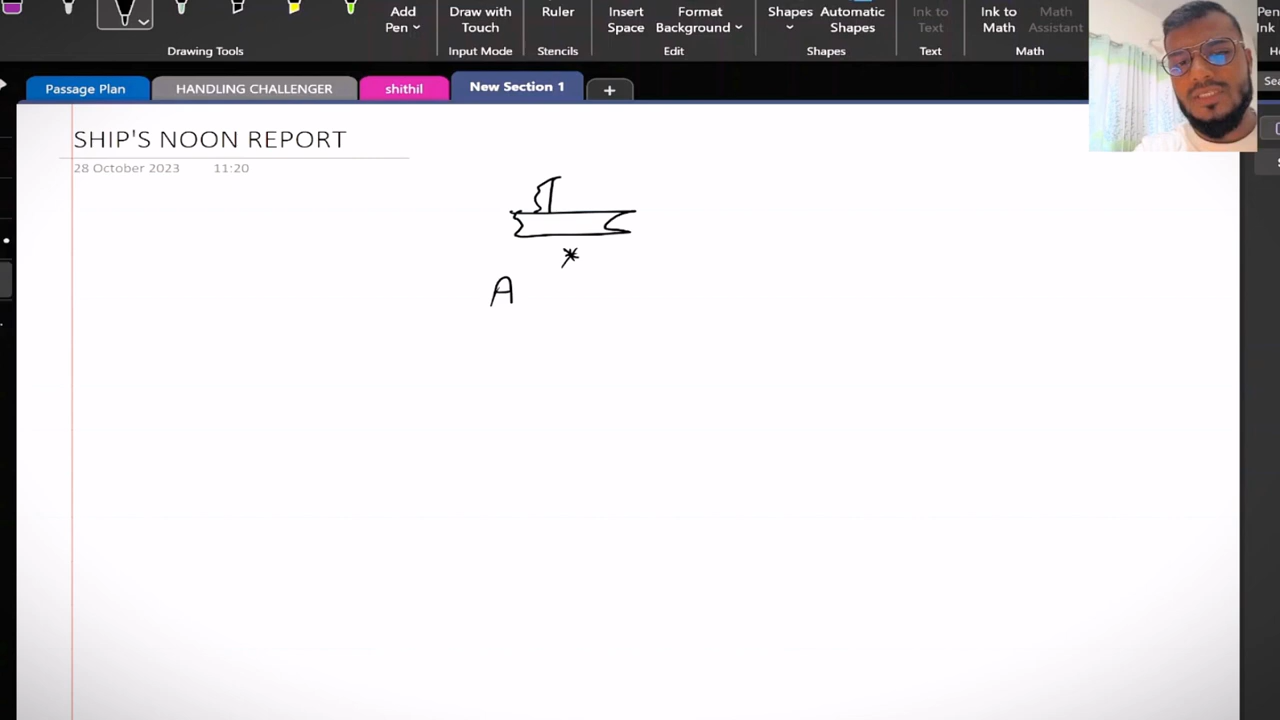 Add
Pen
Draw with
Touch
Ruler
Insert
Space
Format
Background
Shapes
Automatic
Shapes
Ink to
Text
Ink to
Math
Math
Assistant
Ink
Drawing Tools
Input Mode
Stencils
Edit
Shapes
Text
Math
Passage Plan
HANDLING CHALLENGER
shithil
New Section 1
+
SHIP'S NOON REPORT
28 October 2023 11:20
*
A